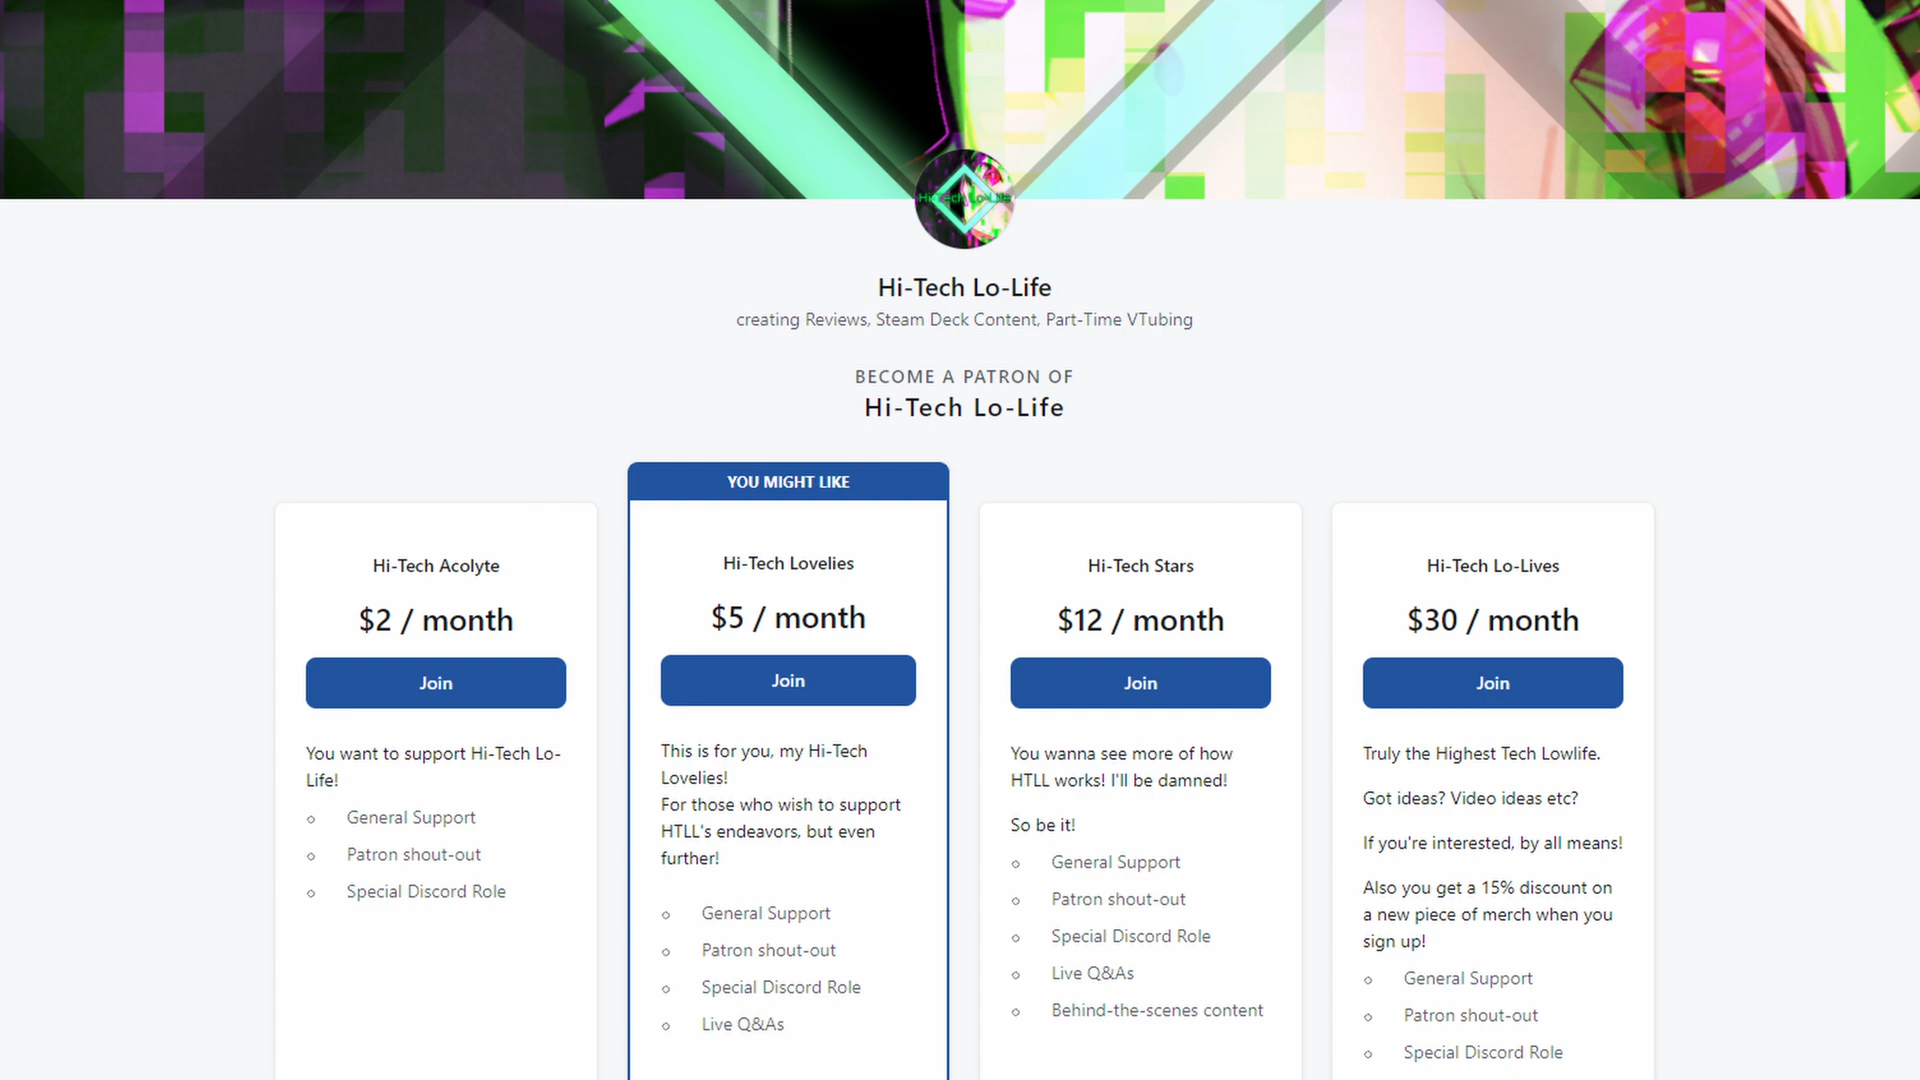 Hi-Tech Lo-Life
Hi-Tech Lo-Life
creating Reviews, Steam Deck Content, Part-Time VTubing
BECOME A PATRON OF
Hi-Tech Lo-Life
YOU MIGHT LIKE
Hi-Tech Acolyte
$2 / month
Join
You want to support Hi-Tech Lo-
Life!
General Support
Patron shout-out
Special Discord Role
Hi-Tech Lovelies
$5 / month
Join
This is for you, my Hi-Tech
Lovelies!
For those who wish to support
HTLL's endeavors, but even
further!
General Support
Patron shout-out
Special Discord Role
Live Q&As
Hi-Tech Stars
$12 / month
Join
You wanna see more of how
HTLL works! I'll be damned!
So be it!
General Support
Patron shout-out
Special Discord Role
Live Q&As
Behind-the-scenes content
Hi-Tech Lo-Lives
$30 / month
Join
Truly the Highest Tech Lowlife.
Got ideas? Video ideas etc?
If you're interested, by all means!
Also you get a 15% discount on
a new piece of merch when you
sign up!
General Support
Patron shout-out
Special Discord Role